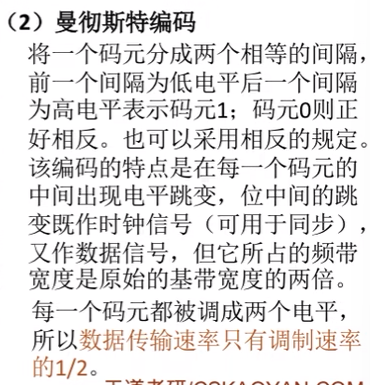 （2）曼彻斯特编码
将一个码元分成两个相等的间隔，
前一个间隔为低电平后一个间隔
为高电平表示码元1；码元0则正
好相反。也可以采用相反的规定。
该编码的特点是在每一个码元的
中间出现电平跳变，位中间的跳
变既作时钟信号（可用于同步），
又作数据信号，但它所占的频带
宽度是原始的基带宽度的两倍。
每一个码元都被调成两个电平，
所以数据传输速率只有调制速率
的1/2。